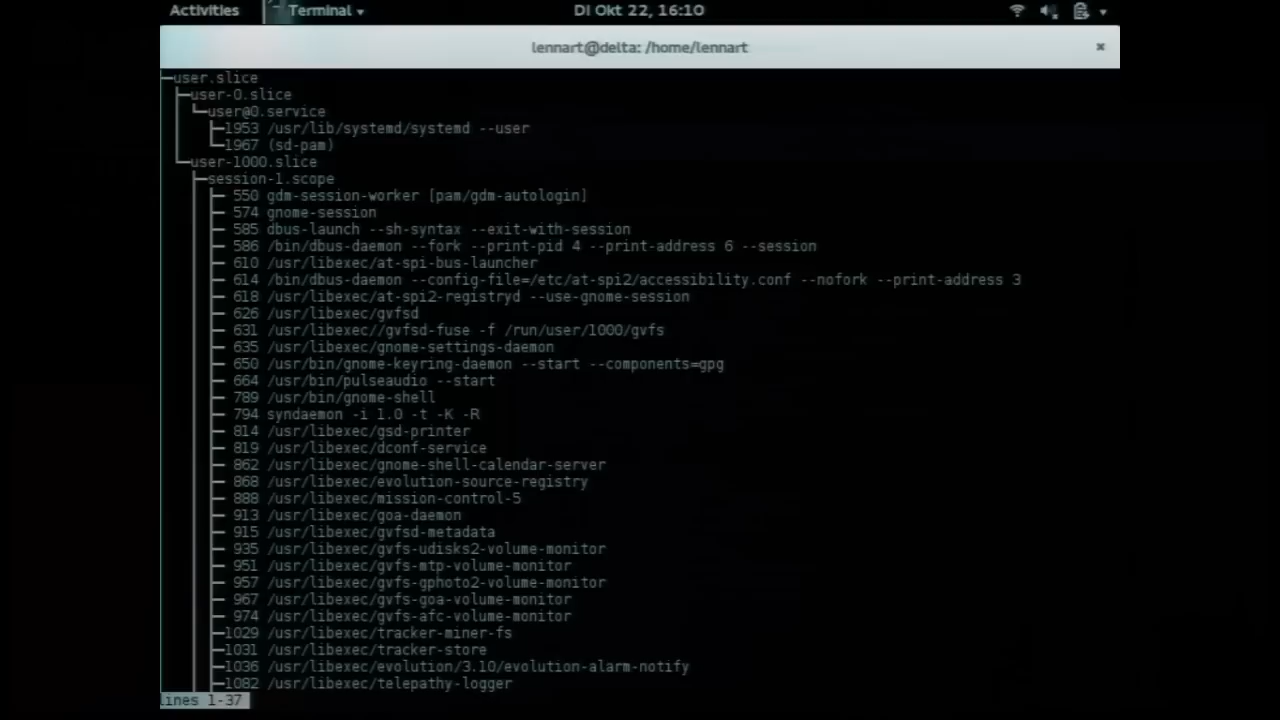 Activities Terminal DI Okt 22, 16:10
lennart@delta: /home/lennart ×
├─user.slice
│ ├─user-0.slice
│ │ └─user@0.service
│ │   ├─1953 /usr/lib/systemd/systemd --user
│ │   └─1967 (sd-pam)
│ └─user-1000.slice
│   ├─session-1.scope
│   │ ├─ 550 gdm-session-worker [pam/gdm-autologin]
│   │ ├─ 574 gnome-session
│   │ ├─ 585 dbus-launch --sh-syntax --exit-with-session
│   │ ├─ 586 /bin/dbus-daemon --fork --print-pid 4 --print-address 6 --session
│   │ ├─ 610 /usr/libexec/at-spi-bus-launcher
│   │ ├─ 614 /bin/dbus-daemon --config-file=/etc/at-spi2/accessibility.conf --nofork --print-address 3
│   │ ├─ 618 /usr/libexec/at-spi2-registryd --use-gnome-session
│   │ ├─ 626 /usr/libexec/gvfsd
│   │ ├─ 631 /usr/libexec//gvfsd-fuse -f /run/user/1000/gvfs
│   │ ├─ 635 /usr/libexec/gnome-settings-daemon
│   │ ├─ 650 /usr/bin/gnome-keyring-daemon --start --components=gpg
│   │ ├─ 664 /usr/bin/pulseaudio --start
│   │ ├─ 789 /usr/bin/gnome-shell
│   │ ├─ 794 syndaemon -i 1.0 -t -K -R
│   │ ├─ 814 /usr/libexec/gsd-printer
│   │ ├─ 819 /usr/libexec/dconf-service
│   │ ├─ 862 /usr/libexec/gnome-shell-calendar-server
│   │ ├─ 868 /usr/libexec/evolution-source-registry
│   │ ├─ 888 /usr/libexec/mission-control-5
│   │ ├─ 913 /usr/libexec/goa-daemon
│   │ ├─ 915 /usr/libexec/gvfsd-metadata
│   │ ├─ 935 /usr/libexec/gvfs-udisks2-volume-monitor
│   │ ├─ 951 /usr/libexec/gvfs-mtp-volume-monitor
│   │ ├─ 957 /usr/libexec/gvfs-gphoto2-volume-monitor
│   │ ├─ 967 /usr/libexec/gvfs-goa-volume-monitor
│   │ ├─ 974 /usr/libexec/gvfs-afc-volume-monitor
│   │ ├─1029 /usr/libexec/tracker-miner-fs
│   │ ├─1031 /usr/libexec/tracker-store
│   │ ├─1036 /usr/libexec/evolution/3.10/evolution-alarm-notify
│   │ ├─1082 /usr/libexec/telepathy-logger
lines 1-37